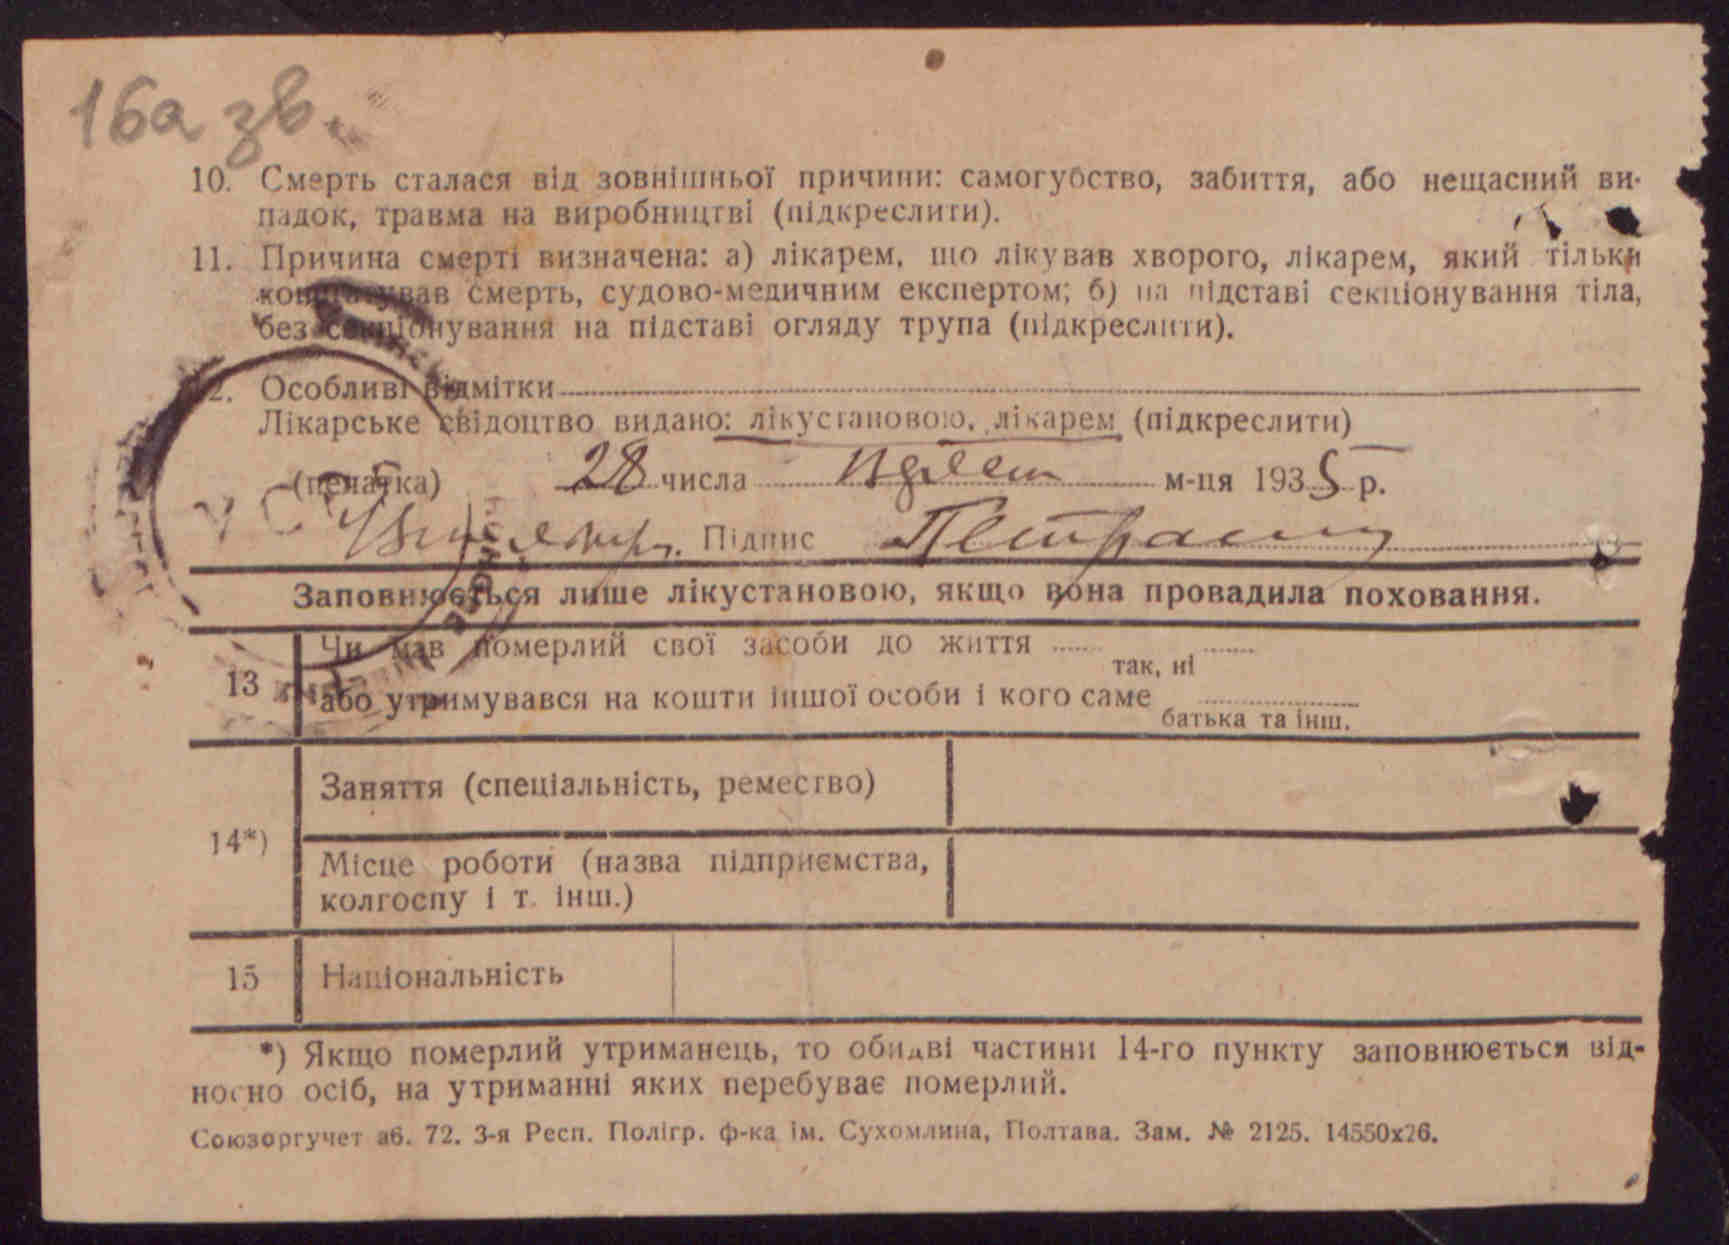 16а зв.
10. Смерть сталася від зовнішньої причини: самогубство, забиття, або нещасний ви-
падок, травма на виробництві (підкреслити).
11. Причина смерті визначена: а) лікарем, що лікував хворого, лікарем, який тільки
констатував смерть, судово-медичним експертом; б) на підставі секціонування тіла,
без секціонування на підставі огляду трупа (підкреслити).
12. Особливі відмітки
Лікарське свідоцтво видано: лікустановою, лікарем (підкреслити)
(печатка) 28 числа м-ця 1935 р.
Підпис
Заповнюється лише лікустановою, якщо вона провадила поховання.
13 Чи мав померлий свої засоби до життя
так, ні
або утримувався на кошти іншої особи і кого саме
батька та інш.
14*) Заняття (спеціальність, ремество)
Місце роботи (назва підприємства,
колгоспу і т. інш.)
15 Національність
*) Якщо померлий утриманець, то обидві частини 14-го пункту заповнюється від-
носно осіб, на утриманні яких перебуває померлий.
Союзоргучет аб. 72. 3-я Респ. Полігр. ф-ка ім. Сухомлина, Полтава. Зам. № 2125. 14550х26.